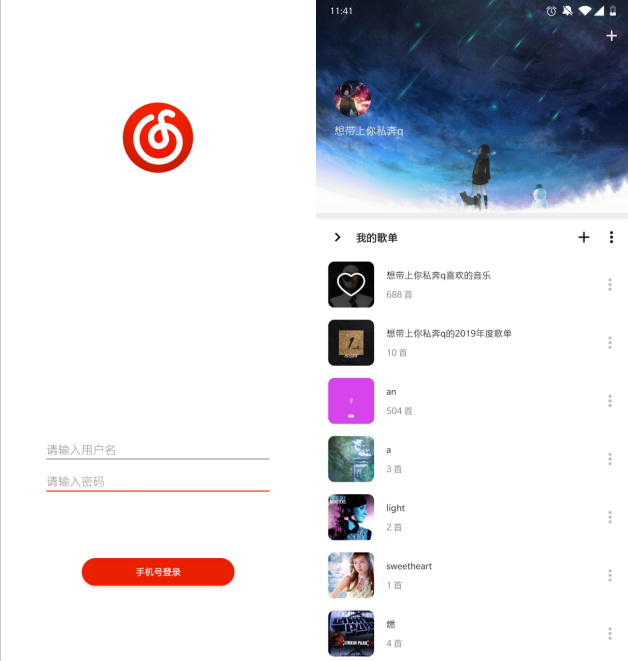 请输入用户名
请输入密码
手机号登录
11:41
想带上你私奔q
我的歌单
想带上你私奔q喜欢的音乐
688 首
想带上你私奔q的2019年度歌单
10 首
an
504 首
a
3 首
light
2 首
sweetheart
1 首
燃
4 首
LINKIN PARK